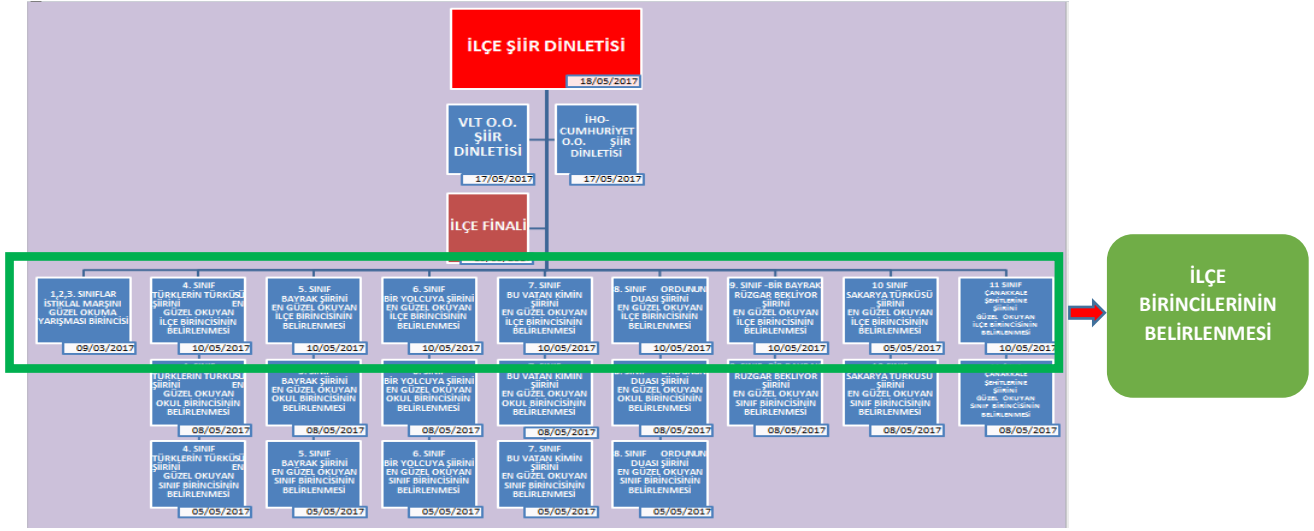 İLÇE ŞİİR DİNLETİSİ
18/05/2017
VLT O.O.
ŞİİR
DİNLETİSİ
17/05/2017
İHO-
CUMHURİYET
O.O. ŞİİR
DİNLETİSİ
17/05/2017
İLÇE FİNALİ
1,2,3. SINIFLAR
İSTİKLAL MARŞINI
GÜZEL OKUMA
YARIŞMASI BİRİNCİSİ
09/03/2017
4. SINIF
TÜRKLERİN TÜRKÜSÜ
ŞİİRİNİ EN
GÜZEL OKUYAN
İLÇE BİRİNCİSİNİN
BELİRLENMESİ
10/05/2017
5. SINIF
BAYRAK ŞİİRİNİ
EN GÜZEL OKUYAN
İLÇE BİRİNCİSİNİN
BELİRLENMESİ
10/05/2017
6. SINIF
BİR YOLCUYA ŞİİRİNİ
EN GÜZEL OKUYAN
İLÇE BİRİNCİSİNİN
BELİRLENMESİ
10/05/2017
7. SINIF
BU VATAN KİMİN
ŞİİRİNİ
EN GÜZEL OKUYAN
İLÇE BİRİNCİSİNİN
BELİRLENMESİ
10/05/2017
8. SINIF ORDUNUN
DUASI ŞİİRİNİ
EN GÜZEL OKUYAN
İLÇE BİRİNCİSİNİN
BELİRLENMESİ
10/05/2017
9. SINIF -BİR BAYRAK
RÜZGAR BEKLİYOR
ŞİİRİNİ
EN GÜZEL OKUYAN
İLÇE BİRİNCİSİNİN
BELİRLENMESİ
10/05/2017
10 SINIF
SAKARYA TÜRKÜSÜ
ŞİİRİNİ
EN GÜZEL OKUYAN
İLÇE BİRİNCİSİNİN
BELİRLENMESİ
05/05/2017
11 SINIF
ÇANAKKALE
ŞEHİTLERİNE
ŞİİRİNİ
GÜZEL OKUYAN
İLÇE BİRİNCİSİNİN
BELİRLENMESİ
10/05/2017
İLÇE
BİRİNCİLERİNİN
BELİRLENMESİ
TÜRKLERİN TÜRKÜSÜ
ŞİİRİNİ EN
GÜZEL OKUYAN
OKUL BİRİNCİSİNİN
BELİRLENMESİ
08/05/2017
BAYRAK ŞİİRİNİ
EN GÜZEL OKUYAN
OKUL BİRİNCİSİNİN
BELİRLENMESİ
08/05/2017
BİR YOLCUYA ŞİİRİNİ
EN GÜZEL OKUYAN
OKUL BİRİNCİSİNİN
BELİRLENMESİ
08/05/2017
BU VATAN KİMİN
ŞİİRİNİ
EN GÜZEL OKUYAN
OKUL BİRİNCİSİNİN
BELİRLENMESİ
08/05/2017
DUASI ŞİİRİNİ
EN GÜZEL OKUYAN
OKUL BİRİNCİSİNİN
BELİRLENMESİ
08/05/2017
RÜZGAR BEKLİYOR
ŞİİRİNİ
EN GÜZEL OKUYAN
SINIF BİRİNCİSİNİN
BELİRLENMESİ
08/05/2017
SAKARYA TÜRKÜSÜ
ŞİİRİNİ
EN GÜZEL OKUYAN
SINIF BİRİNCİSİNİN
BELİRLENMESİ
08/05/2017
ÇANAKKALE
ŞEHİTLERİNE
ŞİİRİNİ
GÜZEL OKUYAN
SINIF BİRİNCİSİNİN
BELİRLENMESİ
08/05/2017
4. SINIF
TÜRKLERİN TÜRKÜSÜ
ŞİİRİNİ EN
GÜZEL OKUYAN
SINIF BİRİNCİSİNİN
BELİRLENMESİ
05/05/2017
5. SINIF
BAYRAK ŞİİRİNİ
EN GÜZEL OKUYAN
SINIF BİRİNCİSİNİN
BELİRLENMESİ
05/05/2017
6. SINIF
BİR YOLCUYA ŞİİRİNİ
EN GÜZEL OKUYAN
SINIF BİRİNCİSİNİN
BELİRLENMESİ
05/05/2017
7. SINIF
BU VATAN KİMİN
ŞİİRİNİ
EN GÜZEL OKUYAN
SINIF BİRİNCİSİNİN
BELİRLENMESİ
05/05/2017
8. SINIF ORDUNUN
DUASI ŞİİRİNİ
EN GÜZEL OKUYAN
SINIF BİRİNCİSİNİN
BELİRLENMESİ
05/05/2017